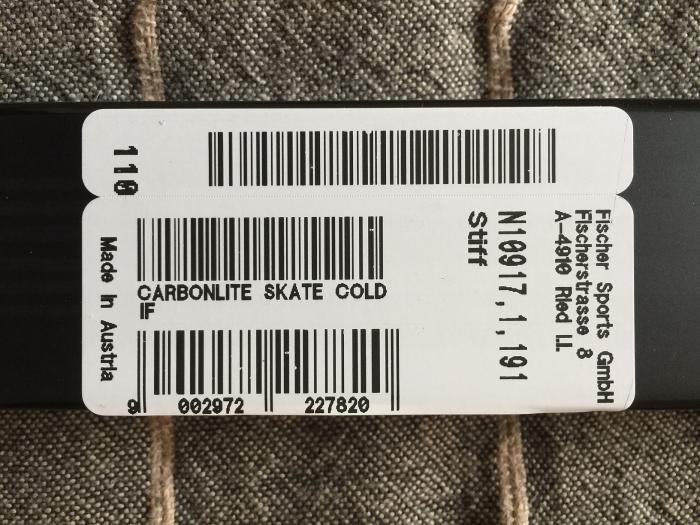 110
CARBONLITE SKATE COLD
IF
9 002972 227820
Made in Austria
Fischer Sports GmbH
Fischerstrasse 8
A-4910 Ried i.I.
N10917,1,191
Stiff